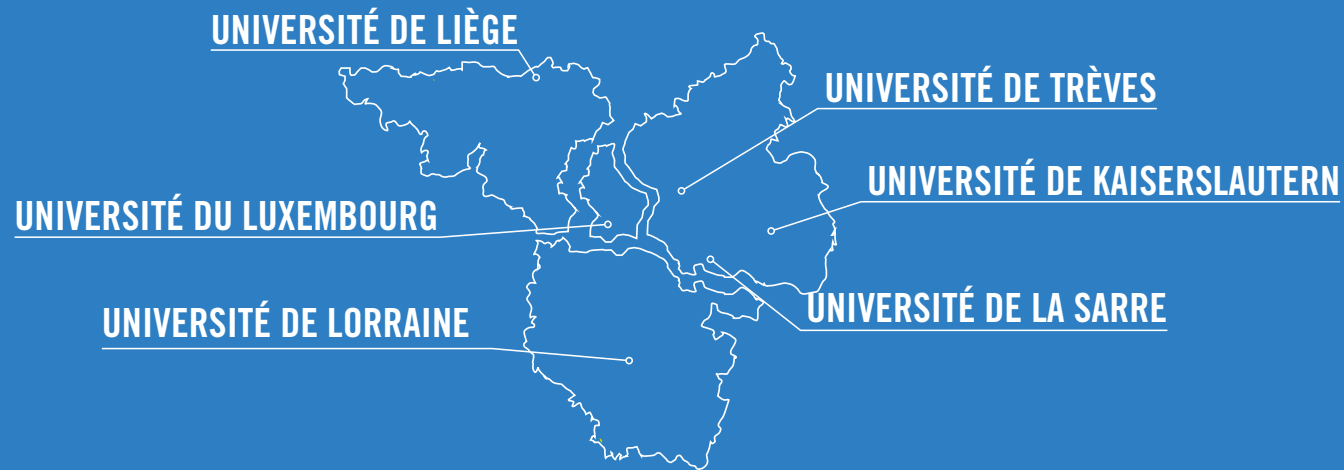 UNIVERSITÉ DE LIÈGE
UNIVERSITÉ DE TRÈVES
UNIVERSITÉ DE KAISERSLAUTERN
UNIVERSITÉ DU LUXEMBOURG
UNIVERSITÉ DE LA SARRE
UNIVERSITÉ DE LORRAINE